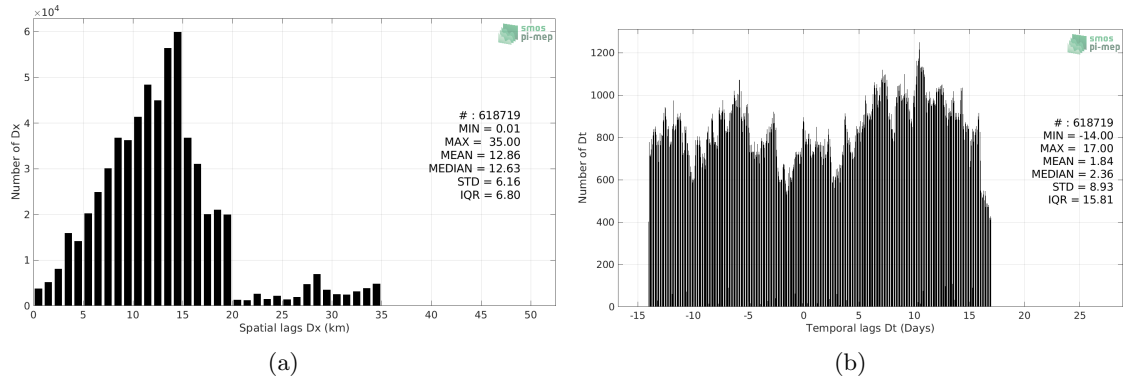 ×10⁴
6
5
4
3
2
1
0
Number of Dx
smos
pi-mep
# : 618719
MIN = 0.01
MAX = 35.00
MEAN = 12.86
MEDIAN = 12.63
STD = 6.16
IQR = 6.80
0 5 10 15 20 25 30 35 40 45 50
Spatial lags Dx (km)
(a)
1200
1000
800
600
400
200
0
Number of Dt
smos
pi-mep
# : 618719
MIN = -14.00
MAX = 17.00
MEAN = 1.84
MEDIAN = 2.36
STD = 8.93
IQR = 15.81
-15 -10 -5 0 5 10 15 20 25
Temporal lags Dt (Days)
(b)